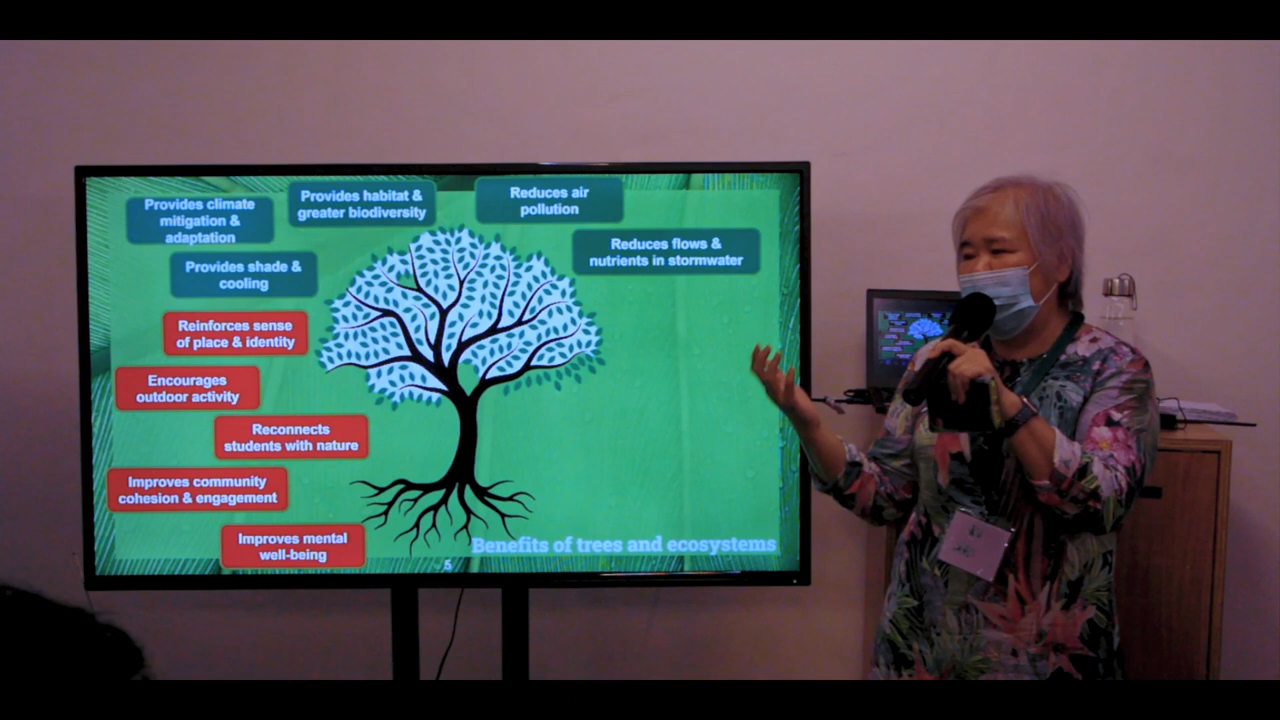 Provides climate
mitigation &
adaptation
Provides habitat &
greater biodiversity
Reduces air
pollution
Reduces flows &
nutrients in stormwater
Provides shade &
cooling
Reinforces sense
of place & identity
Encourages
outdoor activity
Reconnects
students with nature
Improves community
cohesion & engagement
Improves mental
well-being
Benefits of trees and ecosystems
5